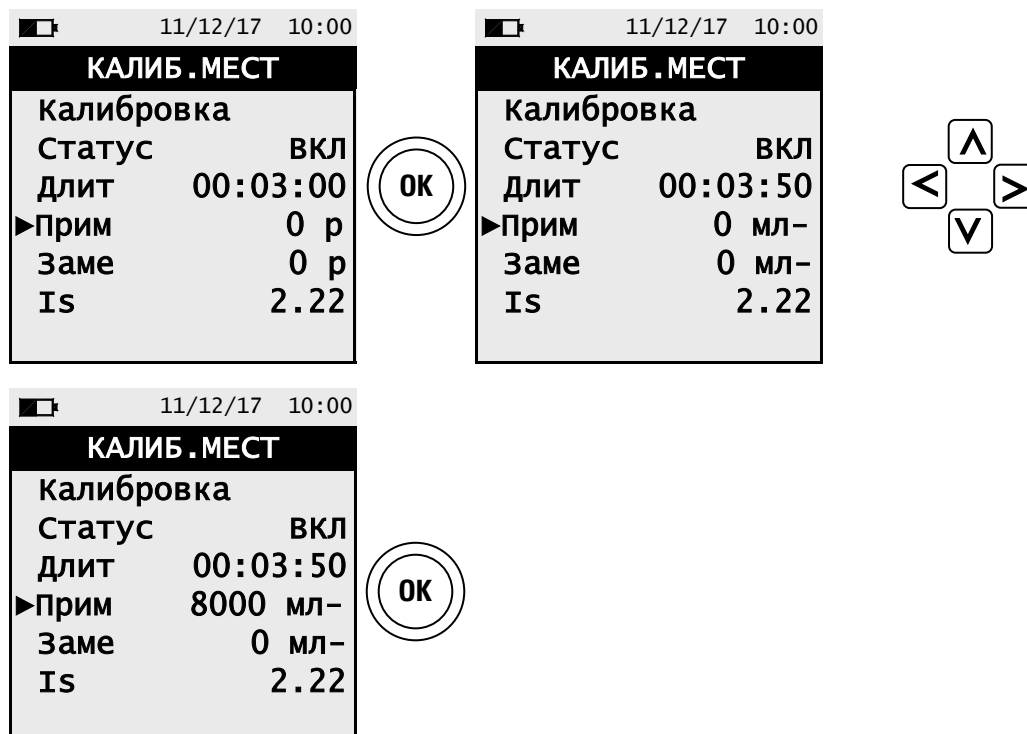 11/12/17 10:00
КАЛИБ.МЕСТ
Калибровка
Статус ВКЛ
Длит 00:03:00
►Прим 0 р
Заме 0 р
Is 2.22
OK
11/12/17 10:00
КАЛИБ.МЕСТ
Калибровка
Статус ВКЛ
Длит 00:03:50
►Прим 0 мл-
Заме 0 мл-
Is 2.22
11/12/17 10:00
КАЛИБ.МЕСТ
Калибровка
Статус ВКЛ
Длит 00:03:50
►Прим 8000 мл-
Заме 0 мл-
Is 2.22
OK